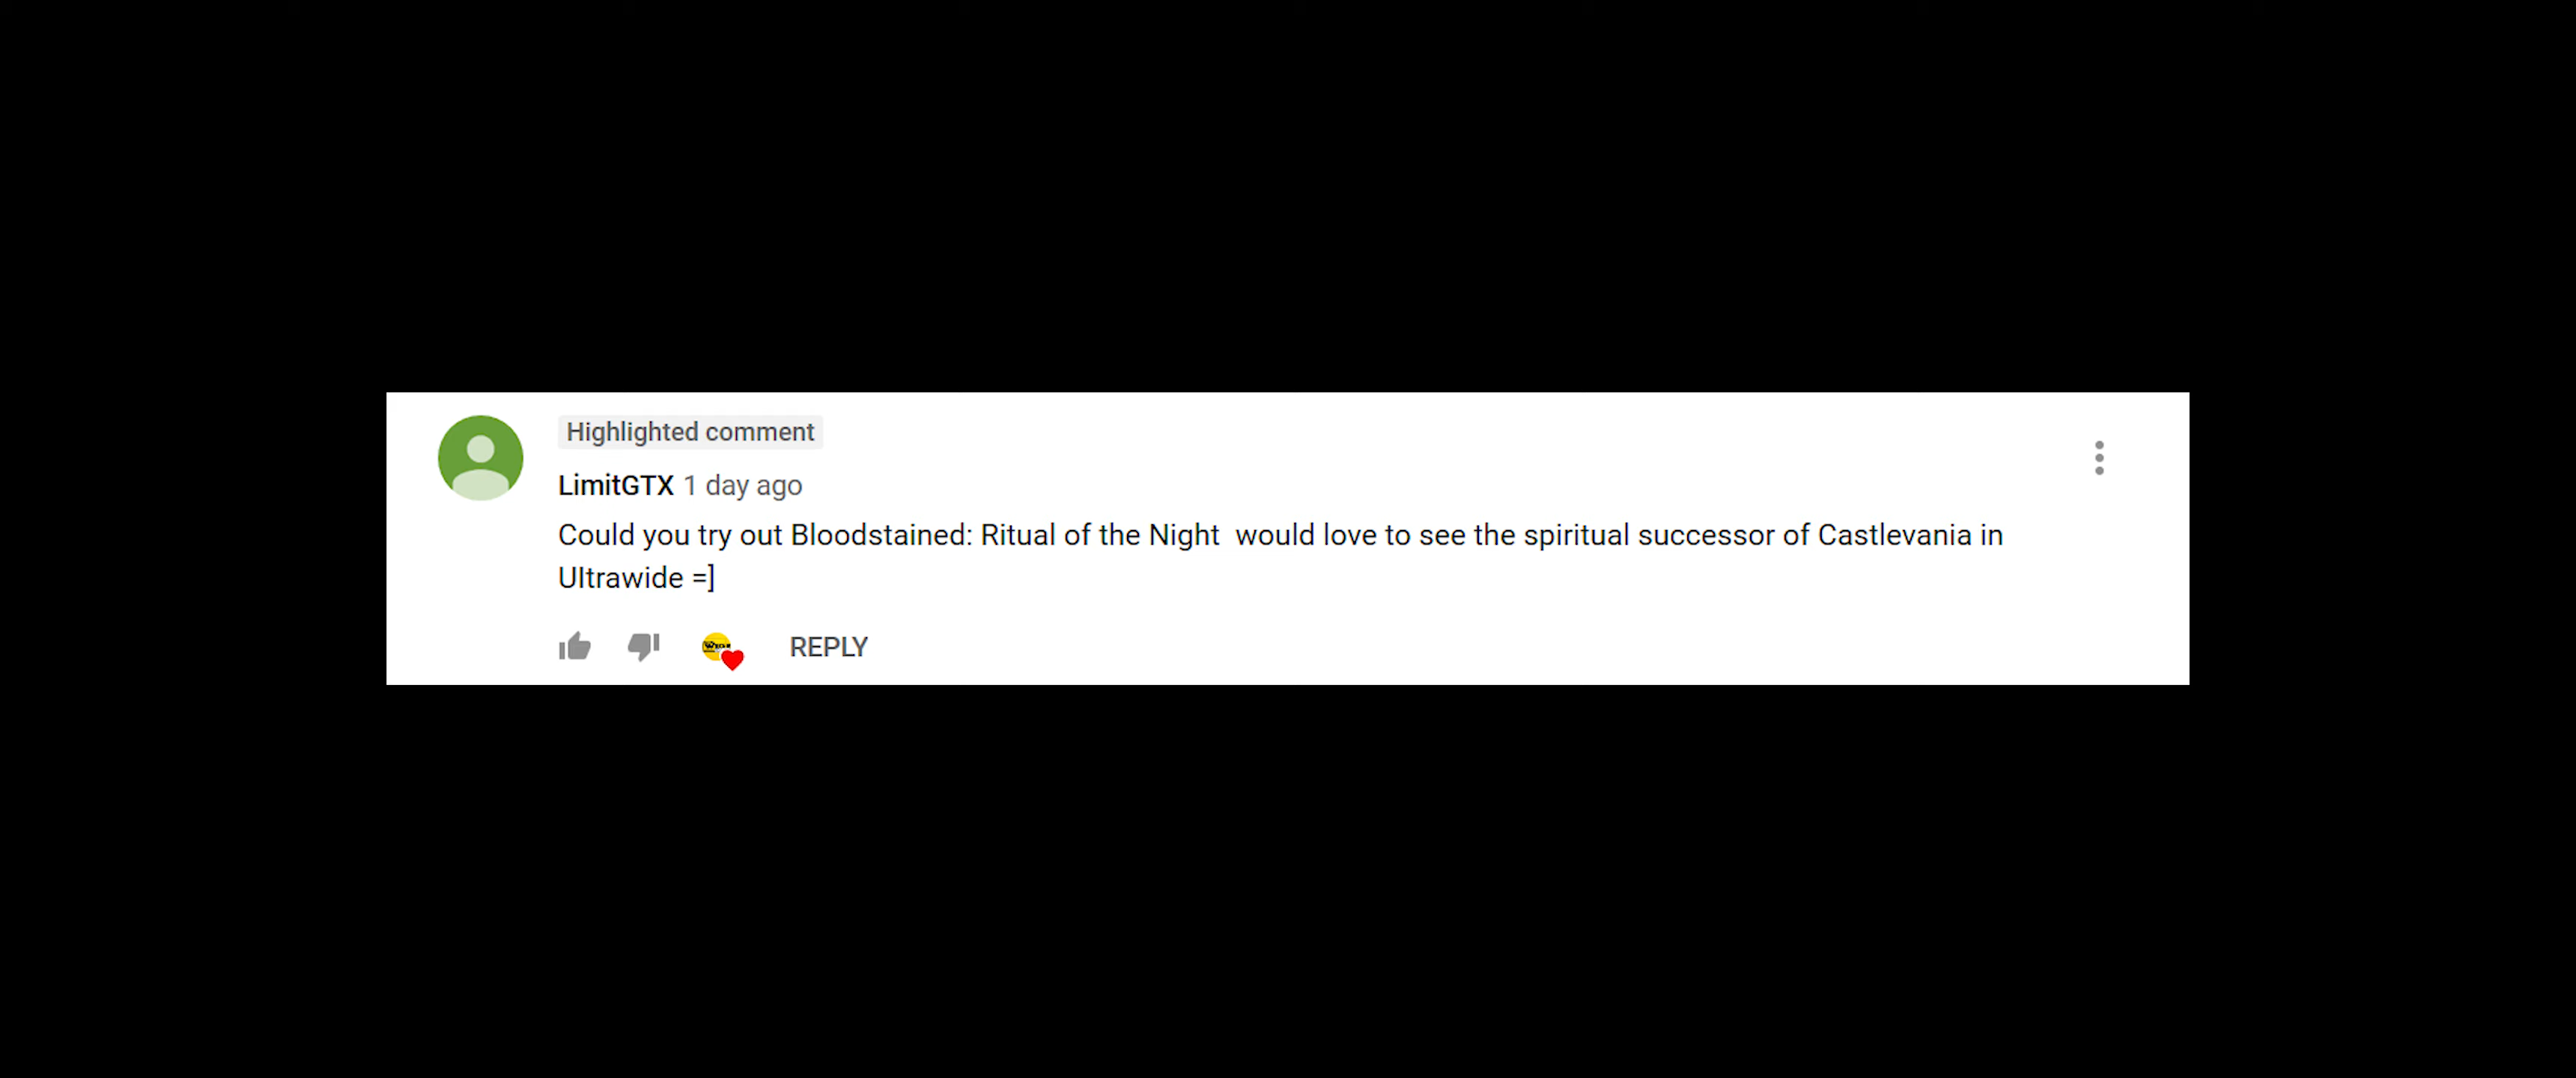 Highlighted comment
LimitGTX 1 day ago
Could you try out Bloodstained: Ritual of the Night  would love to see the spiritual successor of Castlevania in
Ultrawide =]
REPLY